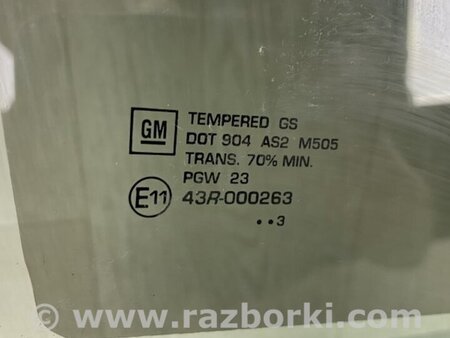 GM
TEMPERED GS
DOT 904 AS2 M505
TRANS. 70% MIN.
PGW 23
E11 43R-000263
••3
© www.razborki.com